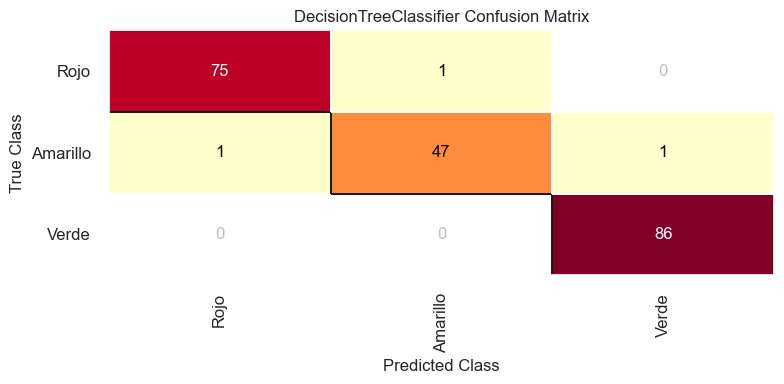 DecisionTreeClassifier Confusion Matrix
True Class
Rojo 75 1 0
Amarillo 1 47 1
Verde 0 0 86
Rojo Amarillo Verde
Predicted Class